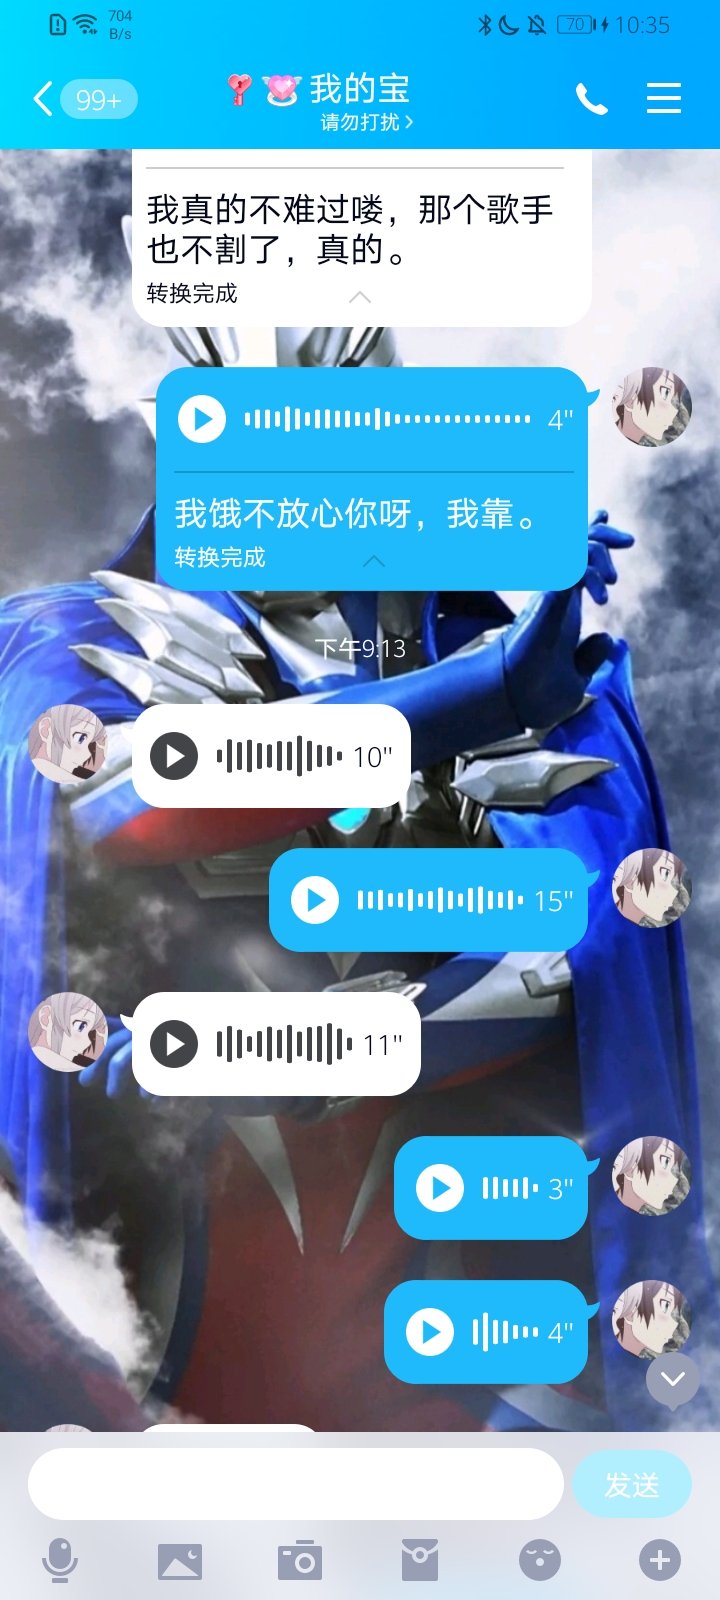 704
B/s
70
10:35
99+
我的宝
请勿打扰
我真的不难过喽，那个歌手
也不割了，真的。
转换完成
4"
我饿不放心你呀，我靠。
转换完成
下午9:13
10"
15"
11"
3"
4"
发送